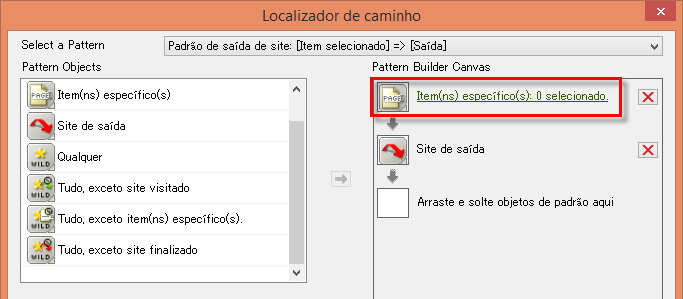 Localizador de caminho
Select a Pattern
Padrão de saída de site: [Item selecionado] => [Saída]
Pattern Objects
Pattern Builder Canvas
PAGE
Item(ns) específico(s)
Site de saída
WILD
Qualquer
WILD
Tudo, exceto site visitado
WILD
Tudo, exceto item(ns) específico(s).
WILD
Tudo, exceto site finalizado
PAGE
Item(ns) específico(s): 0 selecionado.
Site de saída
Arraste e solte objetos de padrão aqui